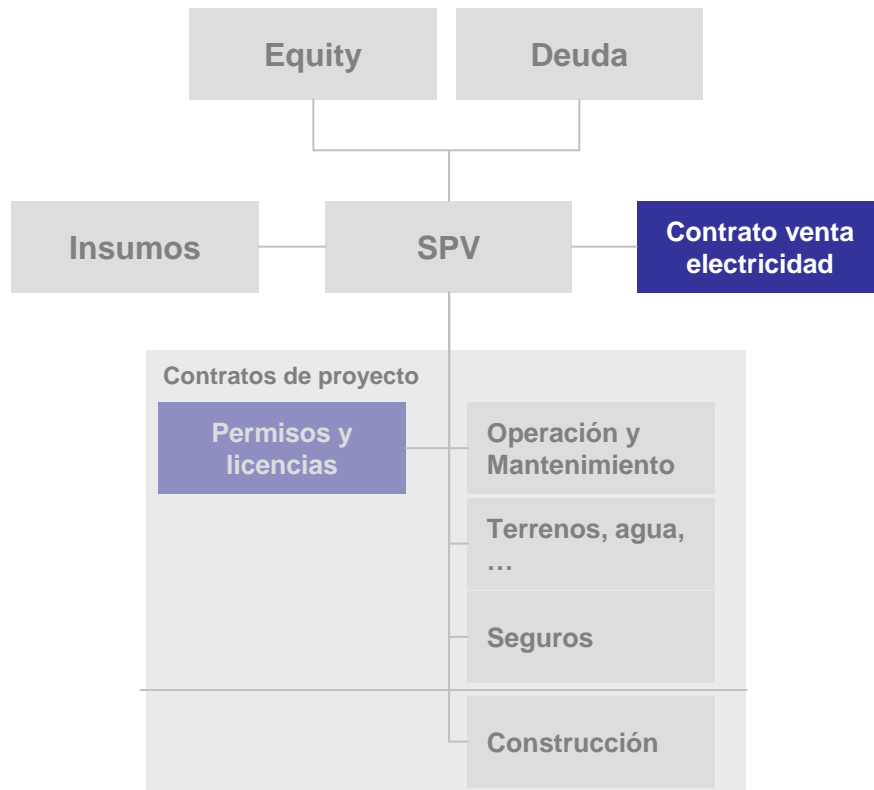 Equity
Deuda
Insumos
SPV
Contrato venta
electricidad
Contratos de proyecto
Permisos y
licencias
Operación y
Mantenimiento
Terrenos, agua,
…
Seguros
Construcción